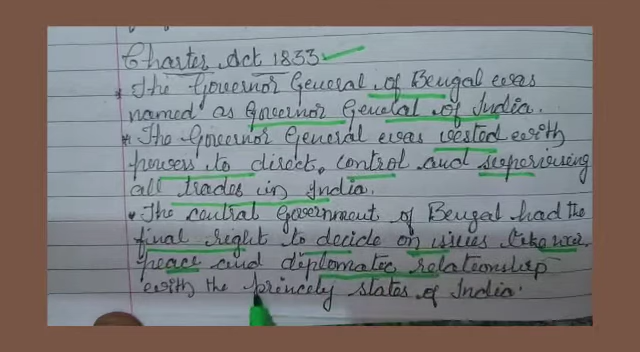 Charter Act 1833
* The Governor General of Bengal was
named as Governor General of India.
* The Governor General was vested with
powers to direct, control and supervising
all trades in India.
* The central Government of Bengal had the
final right to decide on issues like war,
peace and diplomatic relationship
with the princely states of India.